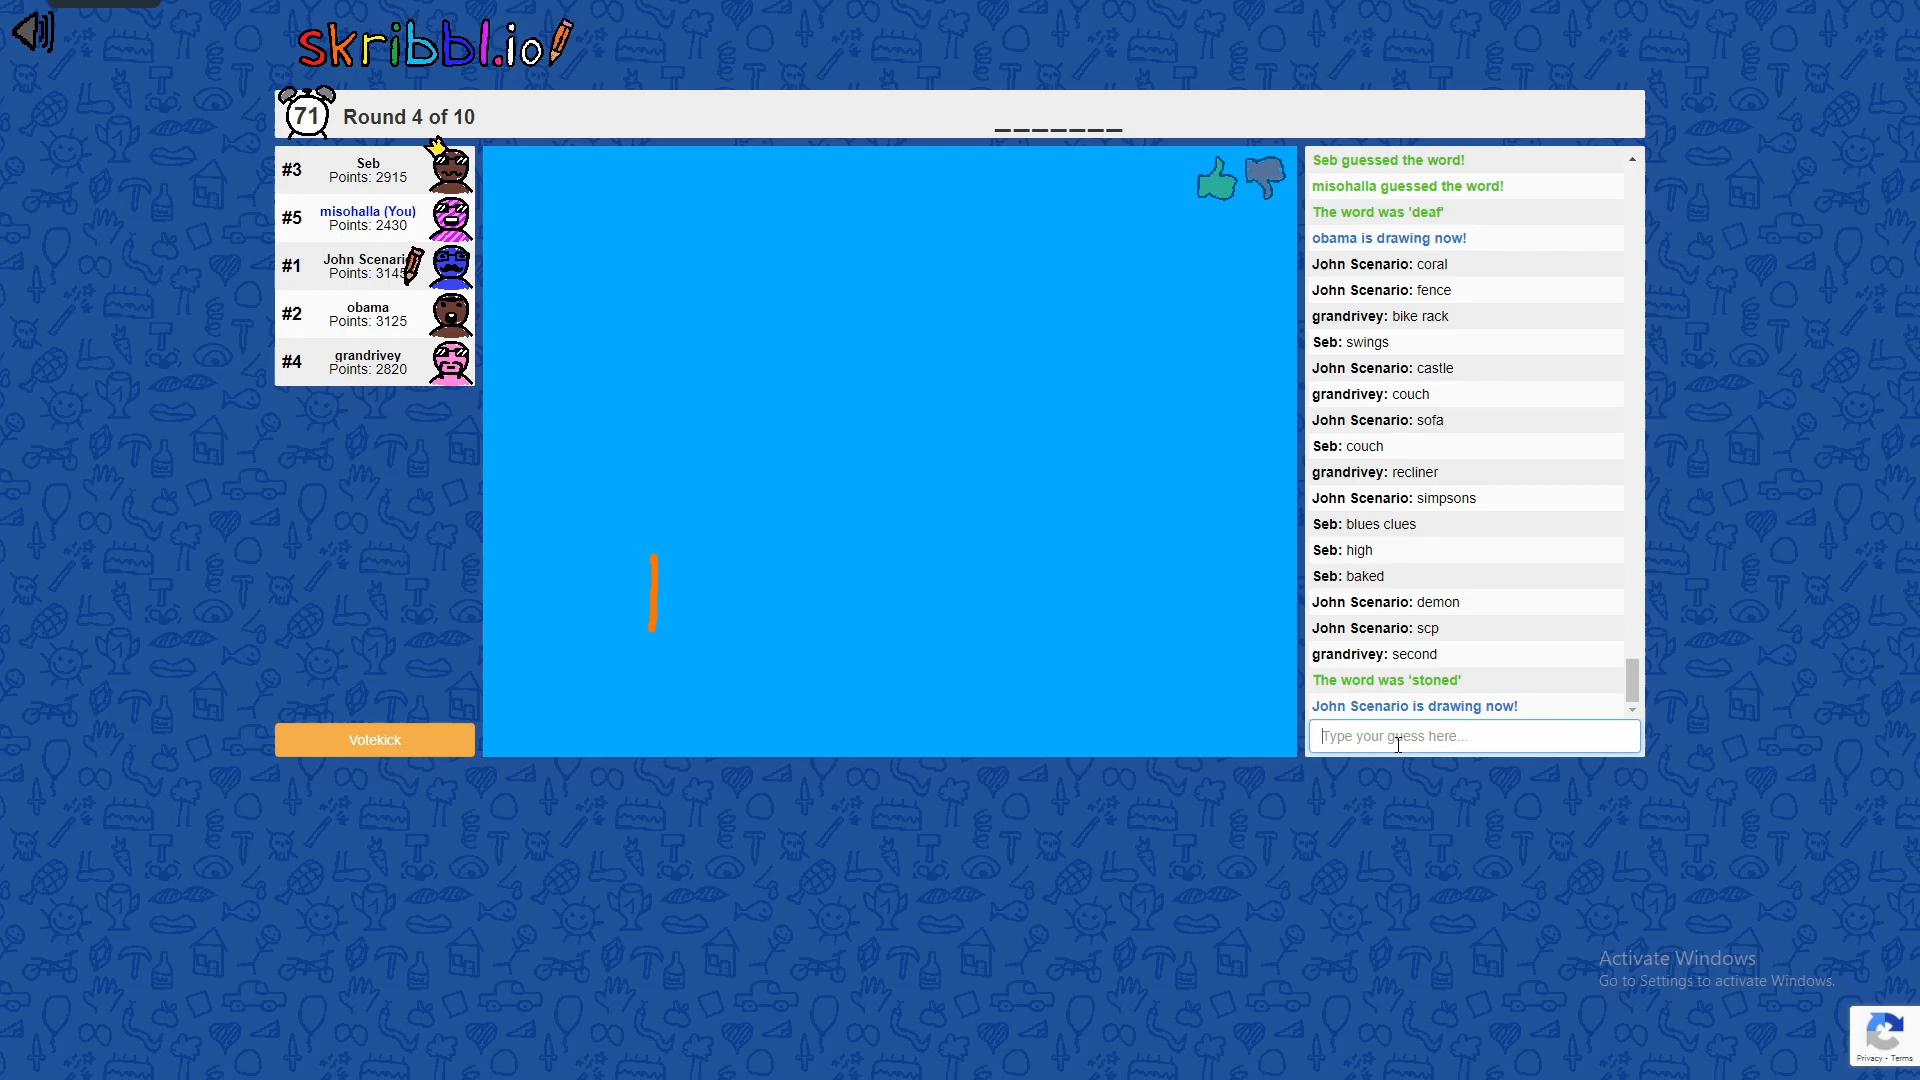 skribbl.io
71
Round 4 of 10
_______
#3
Seb
Points: 2915
#5
misohalla (You)
Points: 2430
#1
John Scenari
Points: 3145
#2
obama
Points: 3125
#4
grandrivey
Points: 2820
Votekick
Seb guessed the word!
misohalla guessed the word!
The word was 'deaf'
obama is drawing now!
John Scenario: coral
John Scenario: fence
grandrivey: bike rack
Seb: swings
John Scenario: castle
grandrivey: couch
John Scenario: sofa
Seb: couch
grandrivey: recliner
John Scenario: simpsons
Seb: blues clues
Seb: high
Seb: baked
John Scenario: demon
John Scenario: scp
grandrivey: second
The word was 'stoned'
John Scenario is drawing now!
Type your guess here...
Activate Windows
Go to Settings to activate Windows.
Privacy - Terms